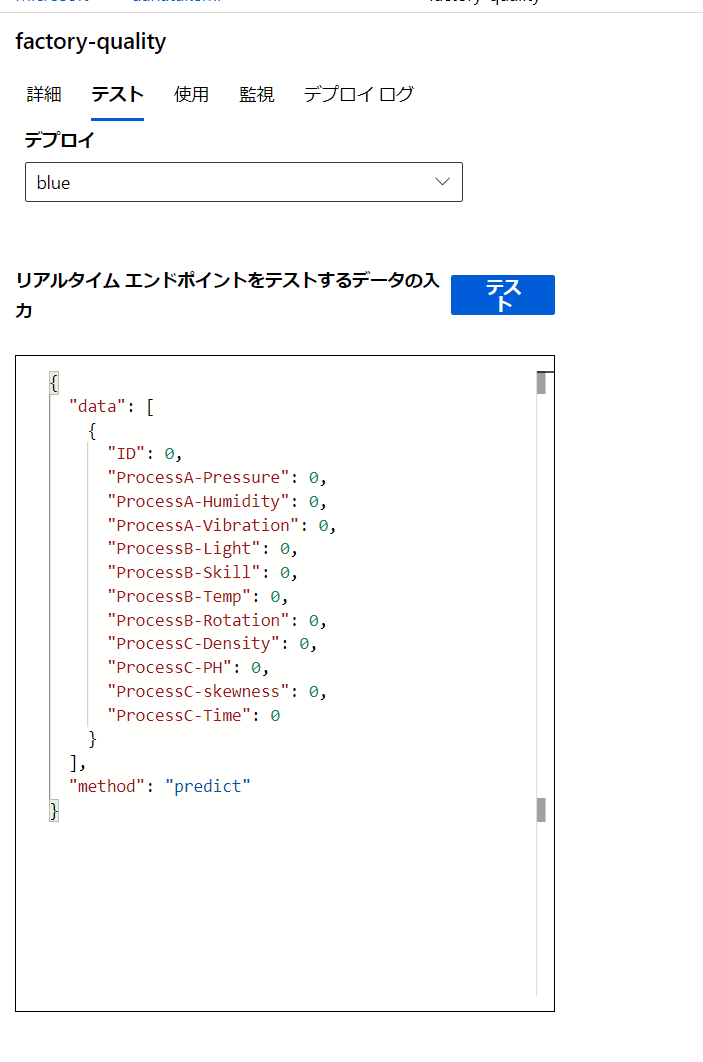 factory-quality
詳細 テスト 使用 監視 デプロイ ログ
デプロイ
blue
リアルタイム エンドポイントをテストするデータの入
力
テス
ト
{
"data": [
{
"ID": 0,
"ProcessA-Pressure": 0,
"ProcessA-Humidity": 0,
"ProcessA-Vibration": 0,
"ProcessB-Light": 0,
"ProcessB-Skill": 0,
"ProcessB-Temp": 0,
"ProcessB-Rotation": 0,
"ProcessC-Density": 0,
"ProcessC-PH": 0,
"ProcessC-skewness": 0,
"ProcessC-Time": 0
}
],
"method": "predict"
}